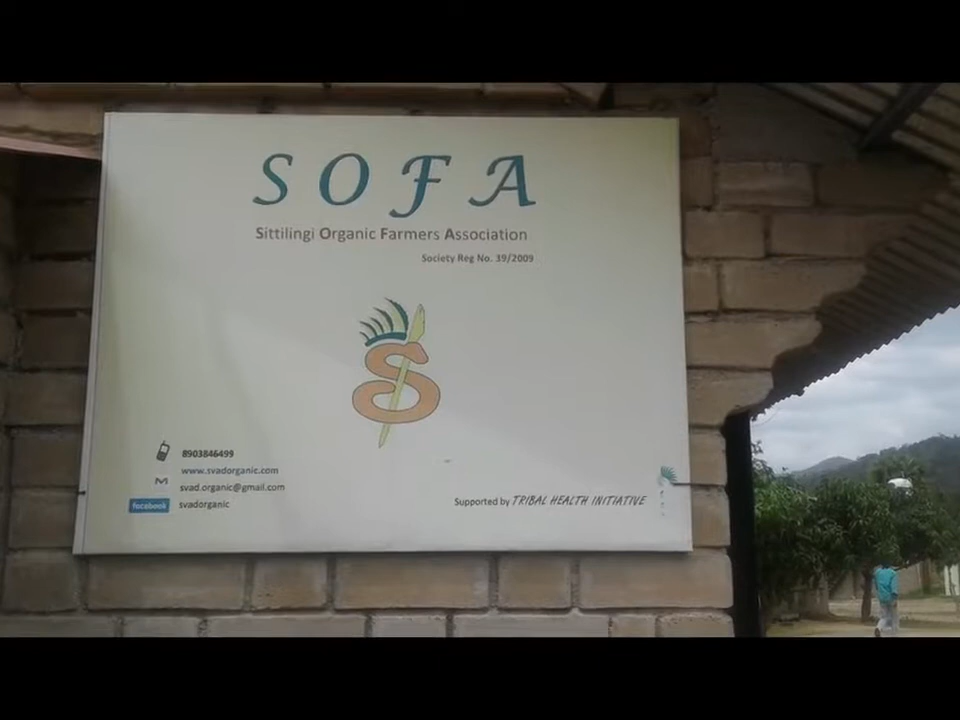 SOFA
Sittilingi Organic Farmers Association
Society Reg No. 39/2009
8903846499
www.svadorganic.com
svad.organic@gmail.com
facebook svadorganic
Supported by TRIBAL HEALTH INITIATIVE